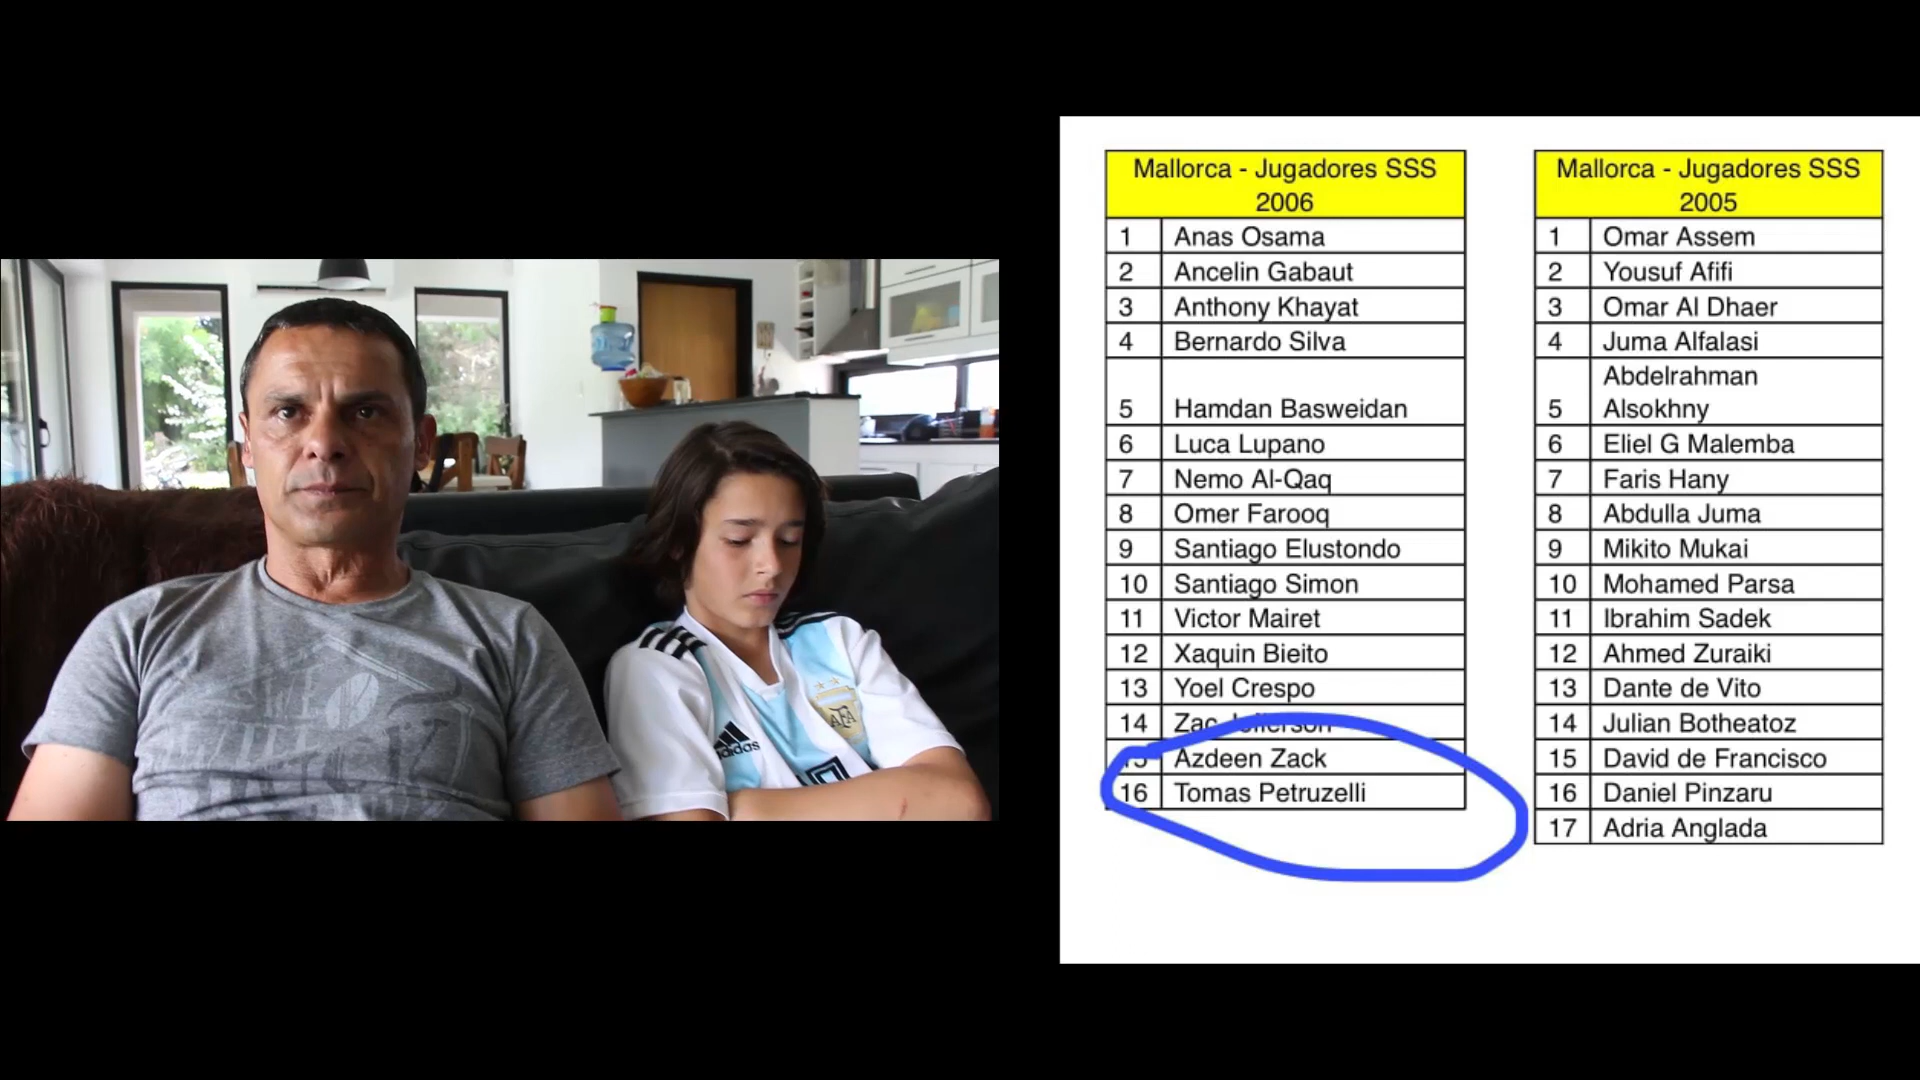 adidas
AFA
Mallorca - Jugadores SSS
2006
1 Anas Osama
2 Ancelin Gabaut
3 Anthony Khayat
4 Bernardo Silva
5 Hamdan Basweidan
6 Luca Lupano
7 Nemo Al-Qaq
8 Omer Farooq
9 Santiago Elustondo
10 Santiago Simon
11 Victor Mairet
12 Xaquin Bieito
13 Yoel Crespo
14 Zac Jefferson
15 Azdeen Zack
16 Tomas Petruzelli
Mallorca - Jugadores SSS
2005
1 Omar Assem
2 Yousuf Afifi
3 Omar Al Dhaer
4 Juma Alfalasi
Abdelrahman
5 Alsokhny
6 Eliel G Malemba
7 Faris Hany
8 Abdulla Juma
9 Mikito Mukai
10 Mohamed Parsa
11 Ibrahim Sadek
12 Ahmed Zuraiki
13 Dante de Vito
14 Julian Botheatoz
15 David de Francisco
16 Daniel Pinzaru
17 Adria Anglada